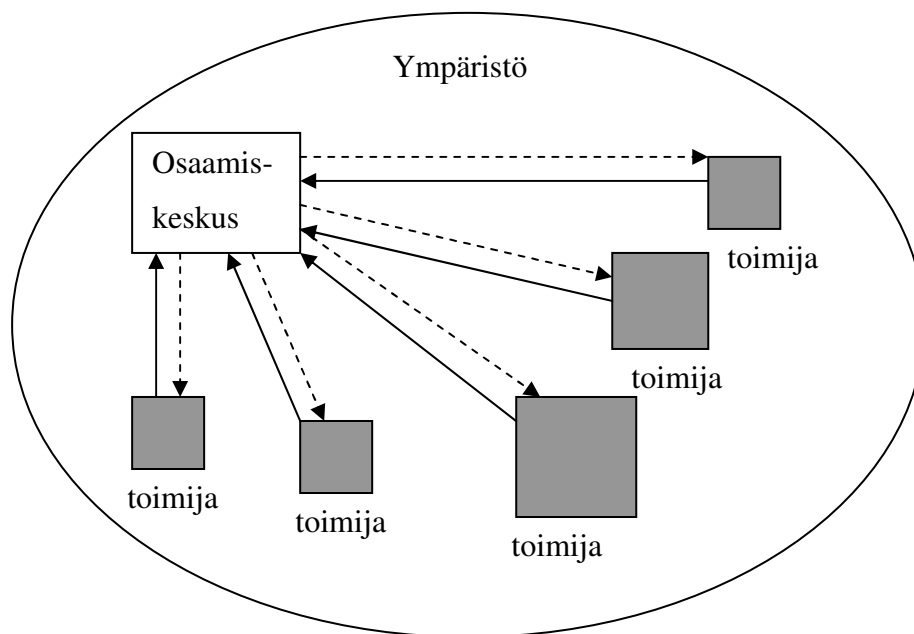 Ympäristö
Osaamis-
keskus
toimija
toimija
toimija
toimija
toimija